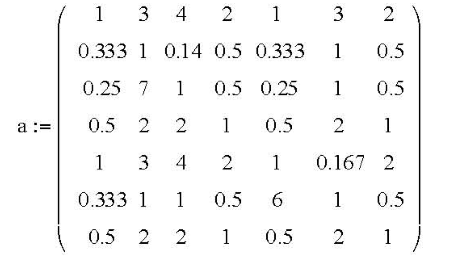 1 3 4 2 1 3 2
0.333 1 0.14 0.5 0.333 1 0.5
0.25 7 1 0.5 0.25 1 0.5
a := 0.5 2 2 1 0.5 2 1
1 3 4 2 1 0.167 2
0.333 1 1 0.5 6 1 0.5
0.5 2 2 1 0.5 2 1